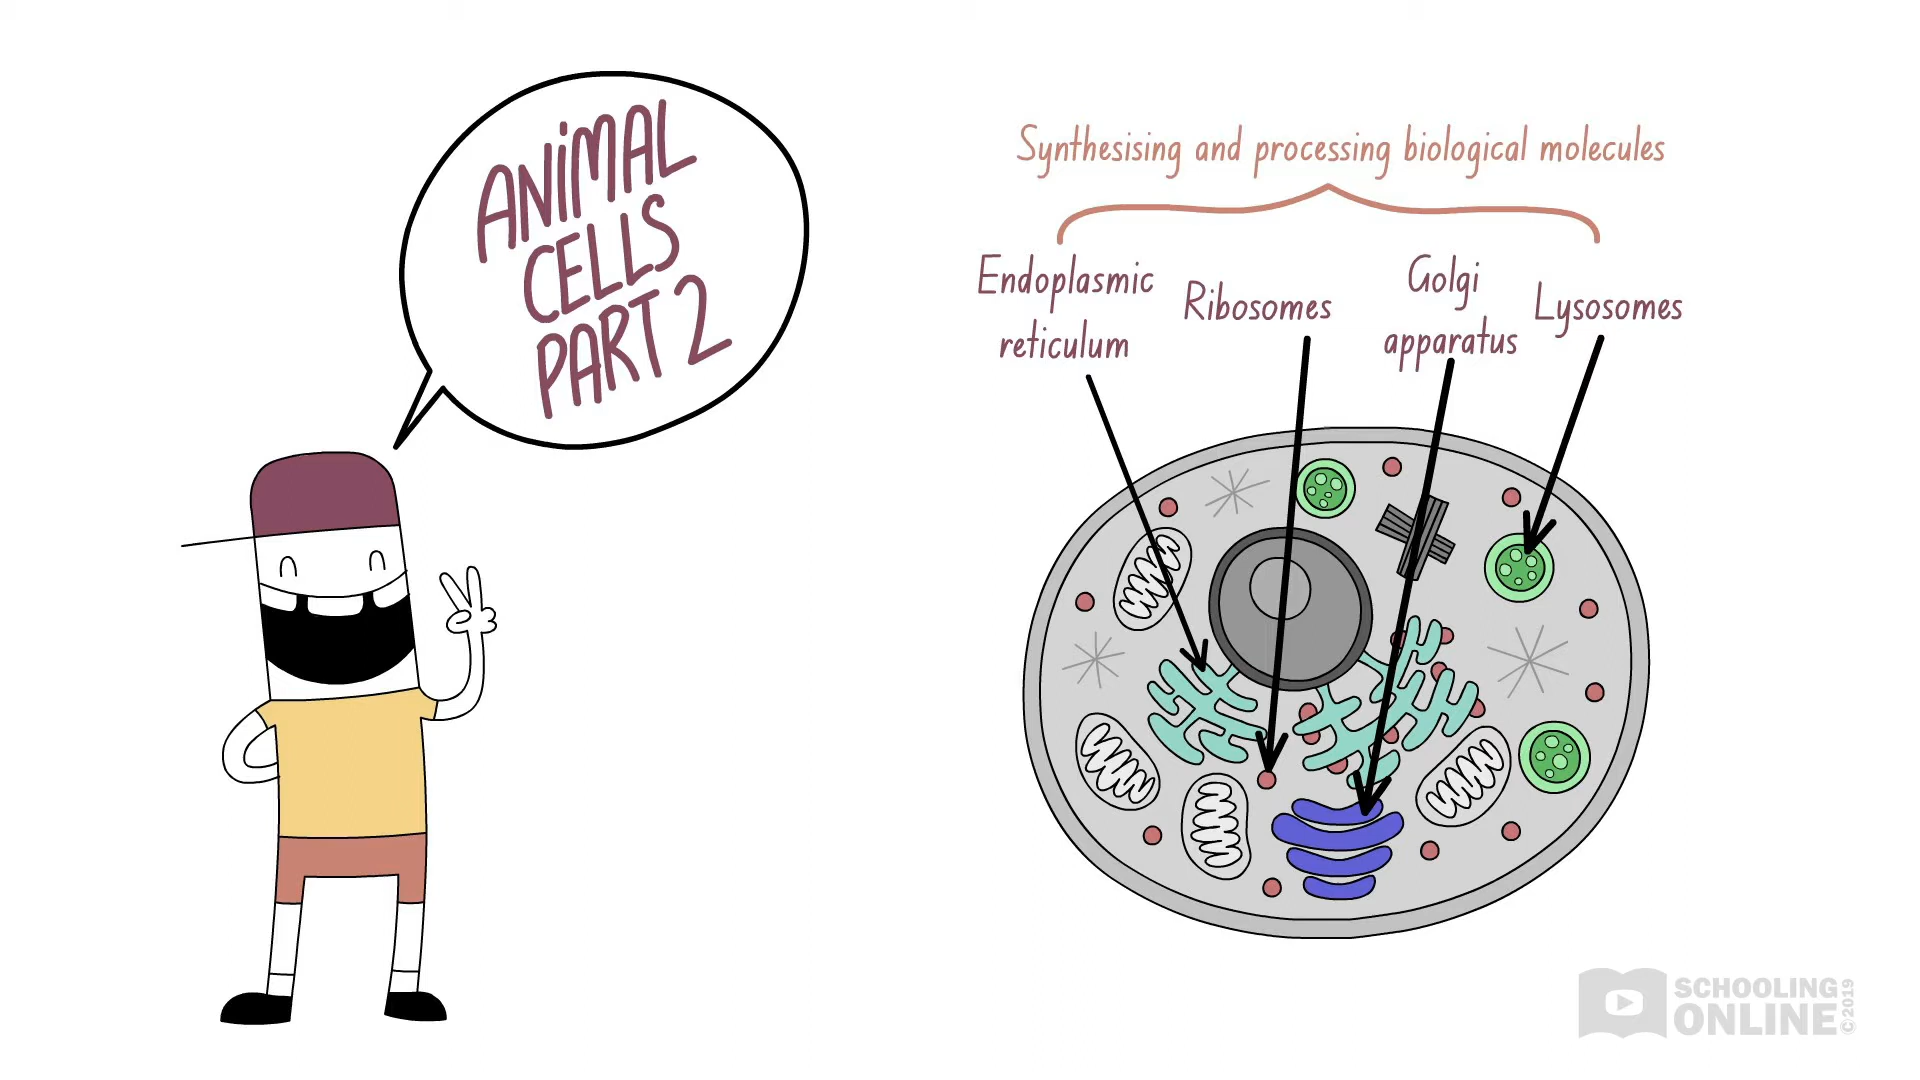 ANiMAL
CELLS
PART 2
Synthesising and processing biological molecules
Endoplasmic
reticulum
Ribosomes
Golgi
apparatus
Lysosomes
SCHOOLING
ONLINE
©2019